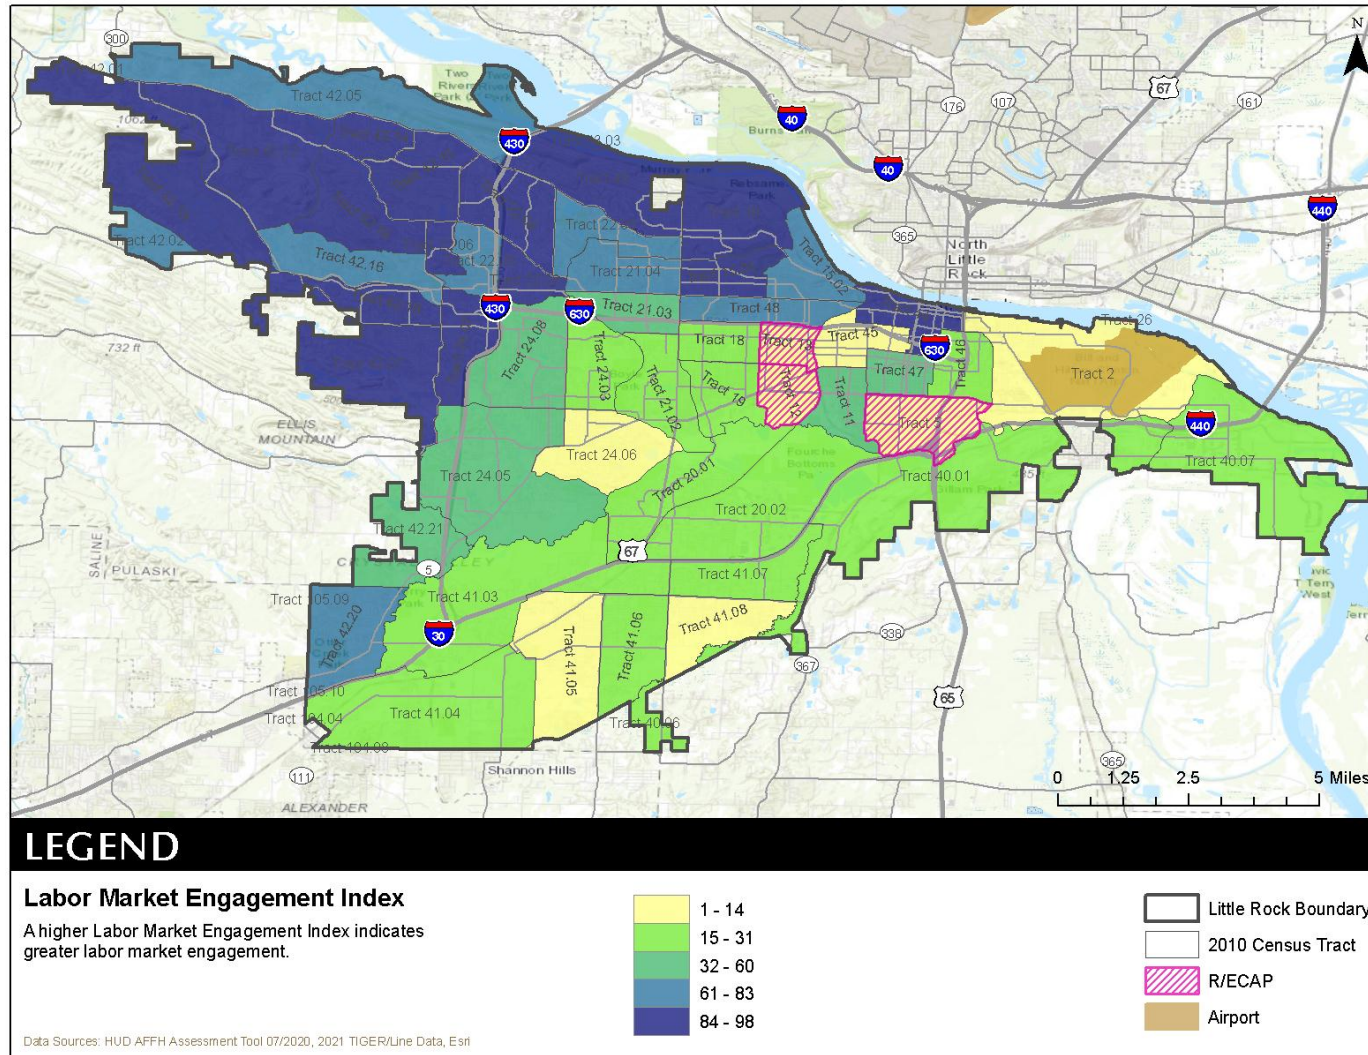 300
Tract 42.05
430
40
Burns
176
107
67
161
N
40
440
365
North
Little
Rock
Tract 42.02
Tract 42.16
Tract 21.04
Tract 15.02
430
630
Tract 21.03
Tract 48
Tract 26
732 ft
Tract 24.08
Tract 24.03
Tract 18
Tract 45
630
Tract 46
Tract 2
Tract 47
Tract 21.02
Tract 19
Tract 11
Tract 5
ELLIS
MOUNTAIN
440
Tract 24.06
Tract 24.05
Tract 20.01
Fourche
Bottoms
Tract 40.01
Tract 40.07
Tract 20.02
Tract 42.21
67
SALINE
PULASKI
5
Tract 41.03
Tract 41.07
Tract 105.09
Tract 42.20
30
Tract 41.05
Tract 41.06
Tract 41.08
338
367
65
Tract 105.10
Tract 41.04
365
Shannon Hills
111
ALEXANDER
0 1.25 2.5 5 Miles
LEGEND
Labor Market Engagement Index
A higher Labor Market Engagement Index indicates
greater labor market engagement.
1 - 14
15 - 31
32 - 60
61 - 83
84 - 98
Little Rock Boundary
2010 Census Tract
R/ECAP
Airport
Data Sources: HUD AFFH Assessment Tool 07/2020, 2021 TIGER/Line Data, Esri